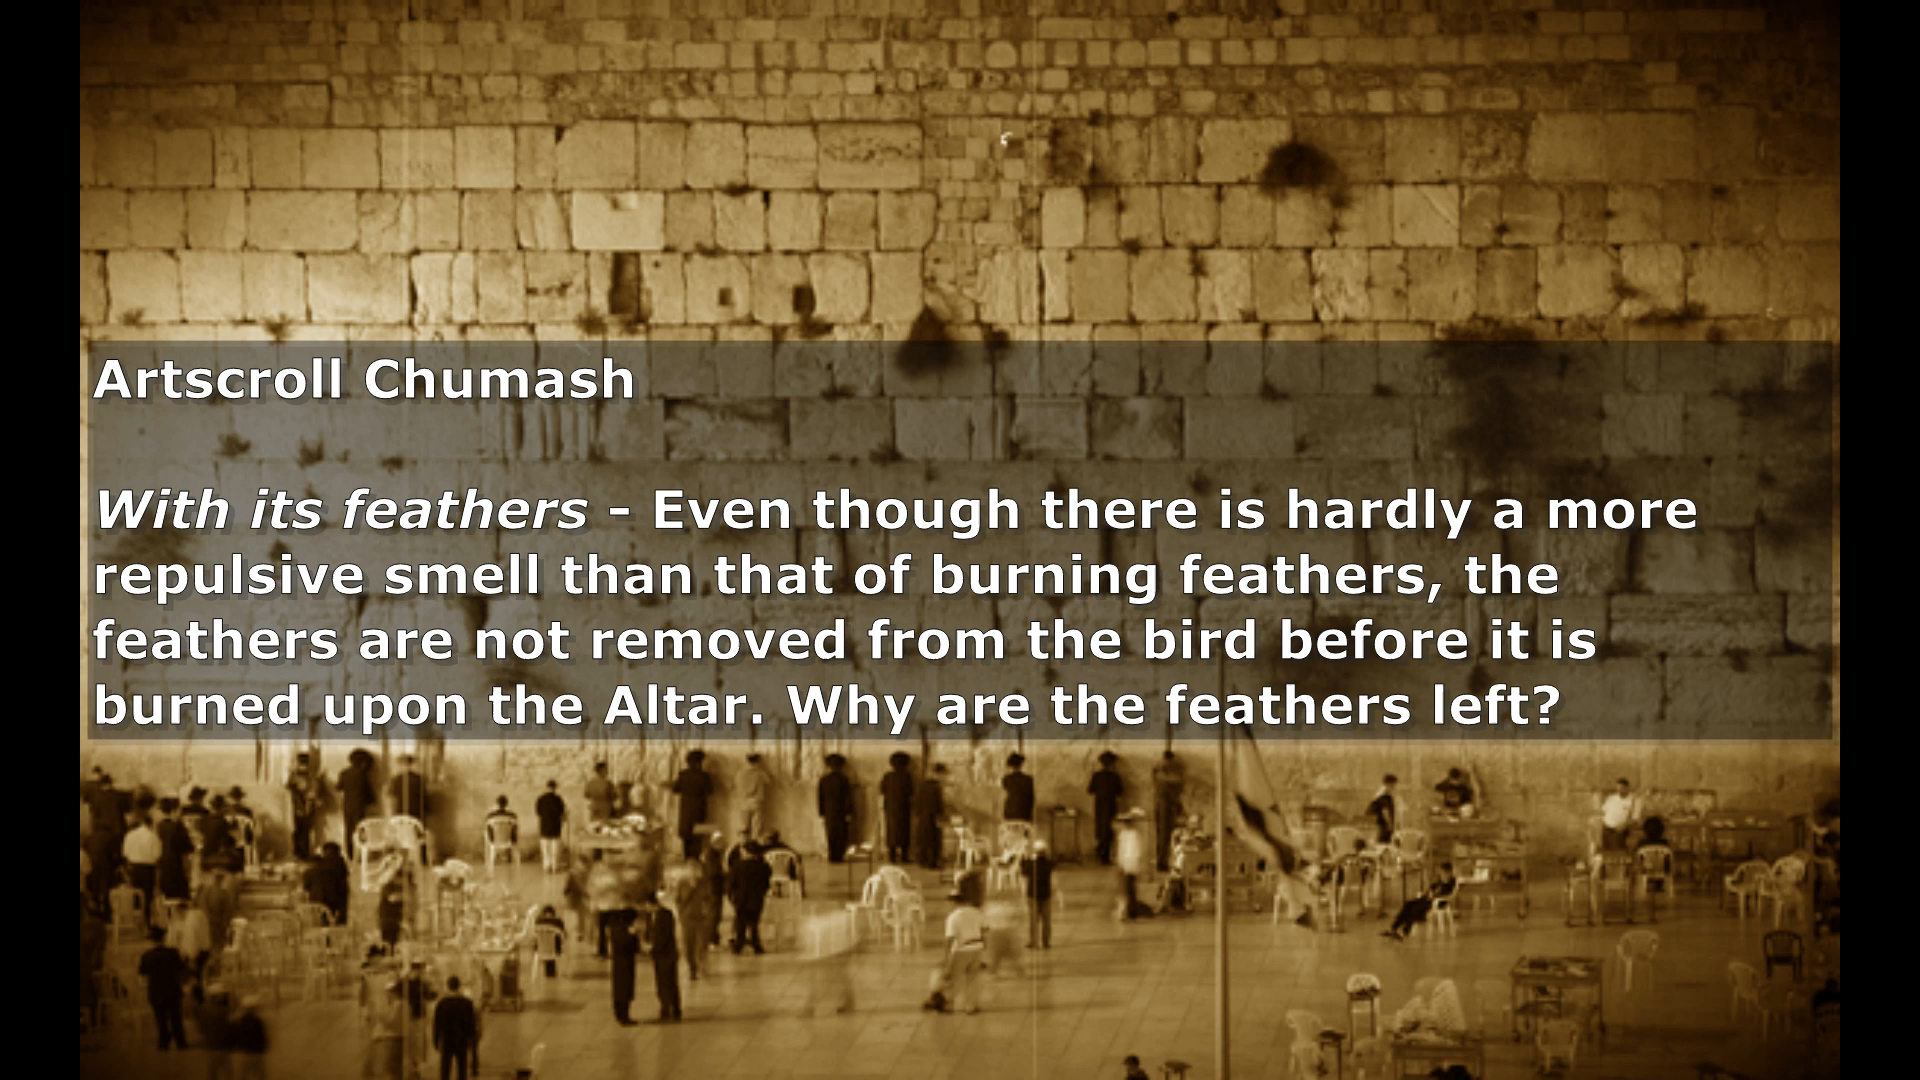 Artscroll Chumash
With its feathers - Even though there is hardly a more
repulsive smell than that of burning feathers, the
feathers are not removed from the bird before it is
burned upon the Altar. Why are the feathers left?